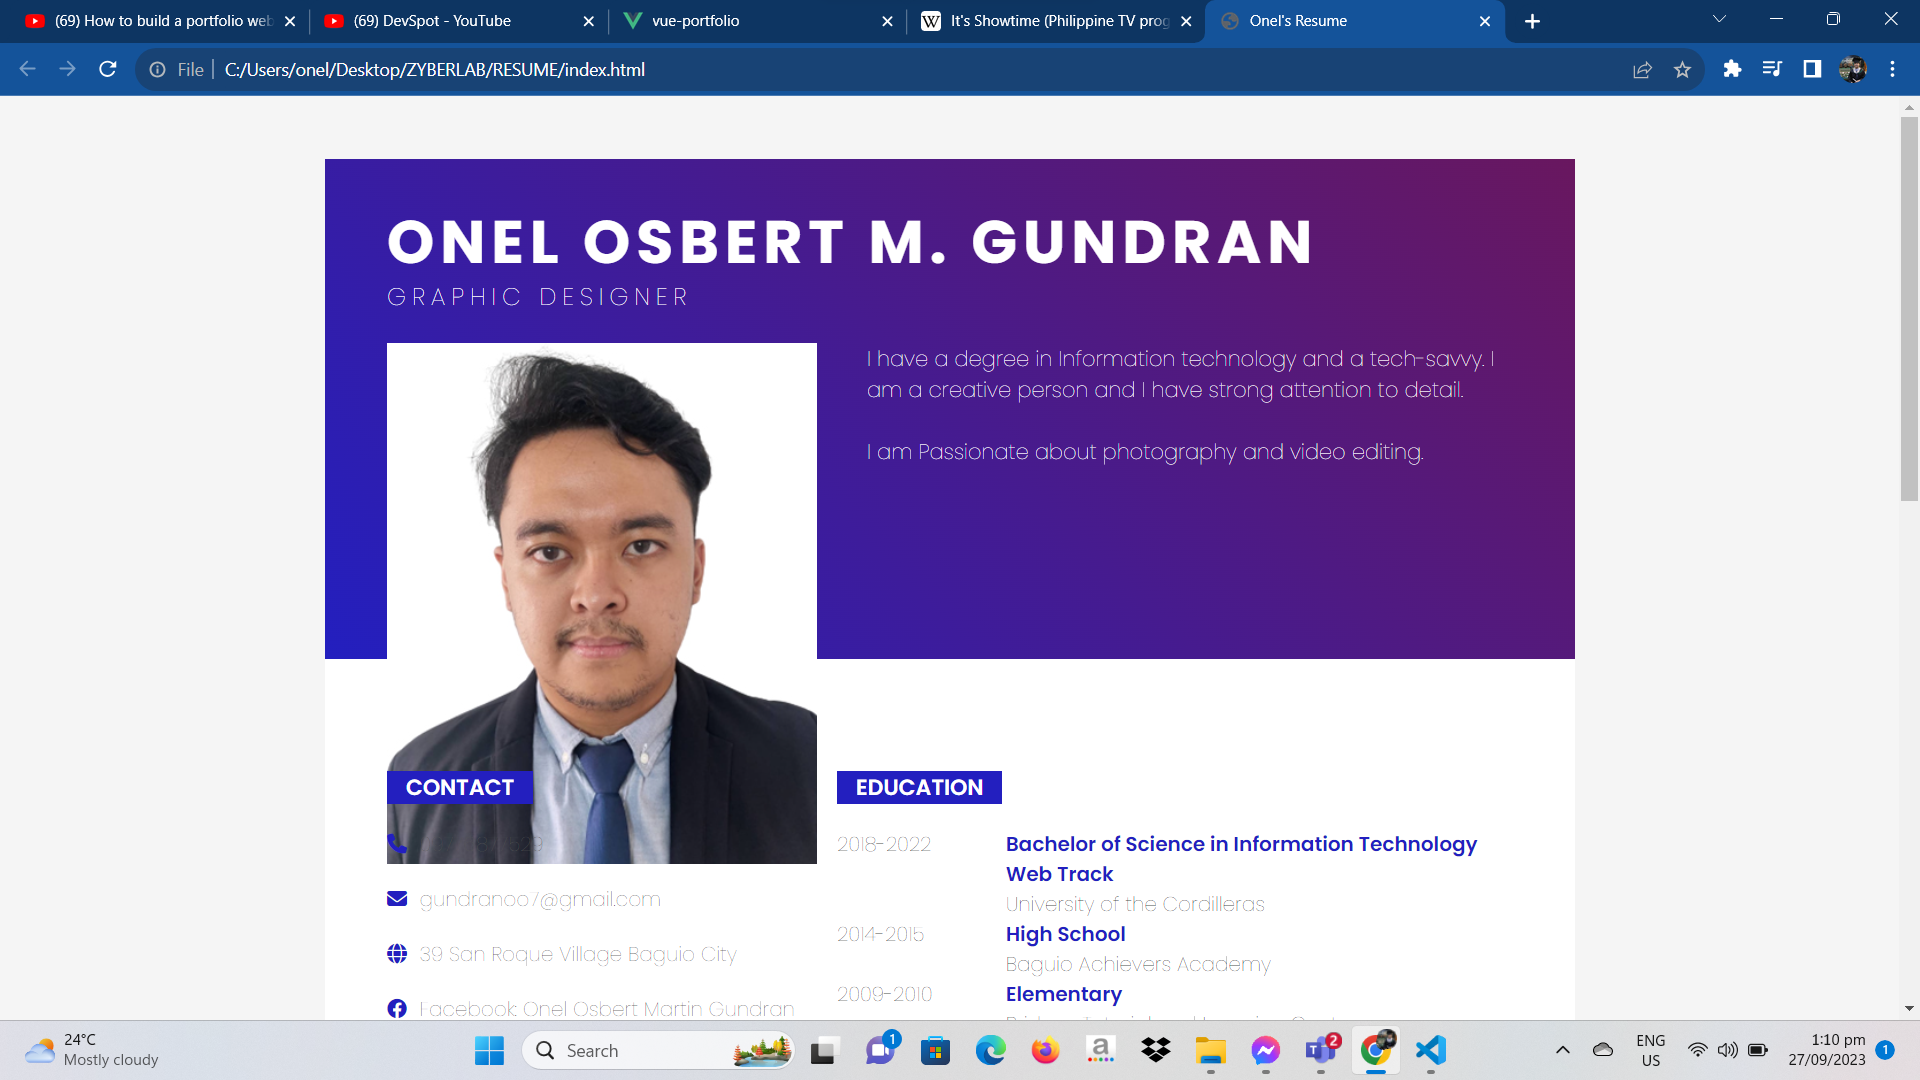 (69) How to build a portfolio web
(69) DevSpot - YouTube
vue-portfolio
It's Showtime (Philippine TV prog
Onel's Resume
File
C:/Users/onel/Desktop/ZYBERLAB/RESUME/index.html
ONEL OSBERT M. GUNDRAN
GRAPHIC DESIGNER
I have a degree in Information technology and a tech-savvy. I
am a creative person and I have strong attention to detail.
I am Passionate about photography and video editing.
CONTACT
gundranoo7@gmail.com
39 San Roque Village Baguio City
Facebook: Onel Osbert Martin Gundran
EDUCATION
2018-2022
Bachelor of Science in Information Technology
Web Track
University of the Cordilleras
2014-2015
High School
Baguio Achievers Academy
2009-2010
Elementary
24°C
Mostly cloudy
Search
1
2
ENG
US
1:10 pm
27/09/2023
1